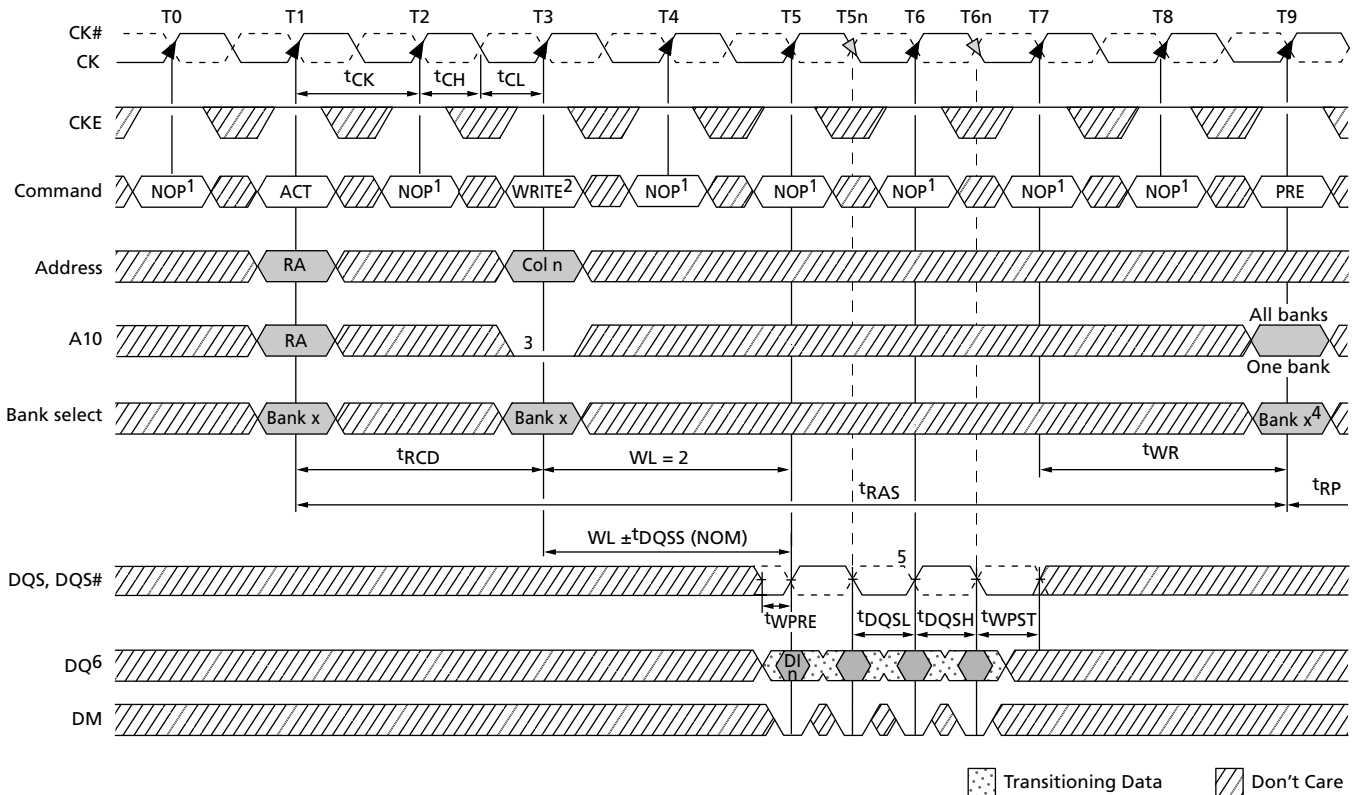 T0 T1 T2 T3 T4 T5 T5n T6 T6n T7 T8 T9
CK#
CK
tCK tCH tCL
CKE
Command NOP1 ACT NOP1 WRITE2 NOP1 NOP1 NOP1 NOP1 NOP1 PRE
Address RA Col n
All banks
A10 RA 3
One bank
Bank select Bank x Bank x Bank x4
tRCD WL = 2 tWR
tRAS tRP
WL ±tDQSS (NOM)
5
DQS, DQS#
tWPRE tDQSL tDQSH tWPST
DQ6 DI
n
DM
Transitioning Data Don't Care